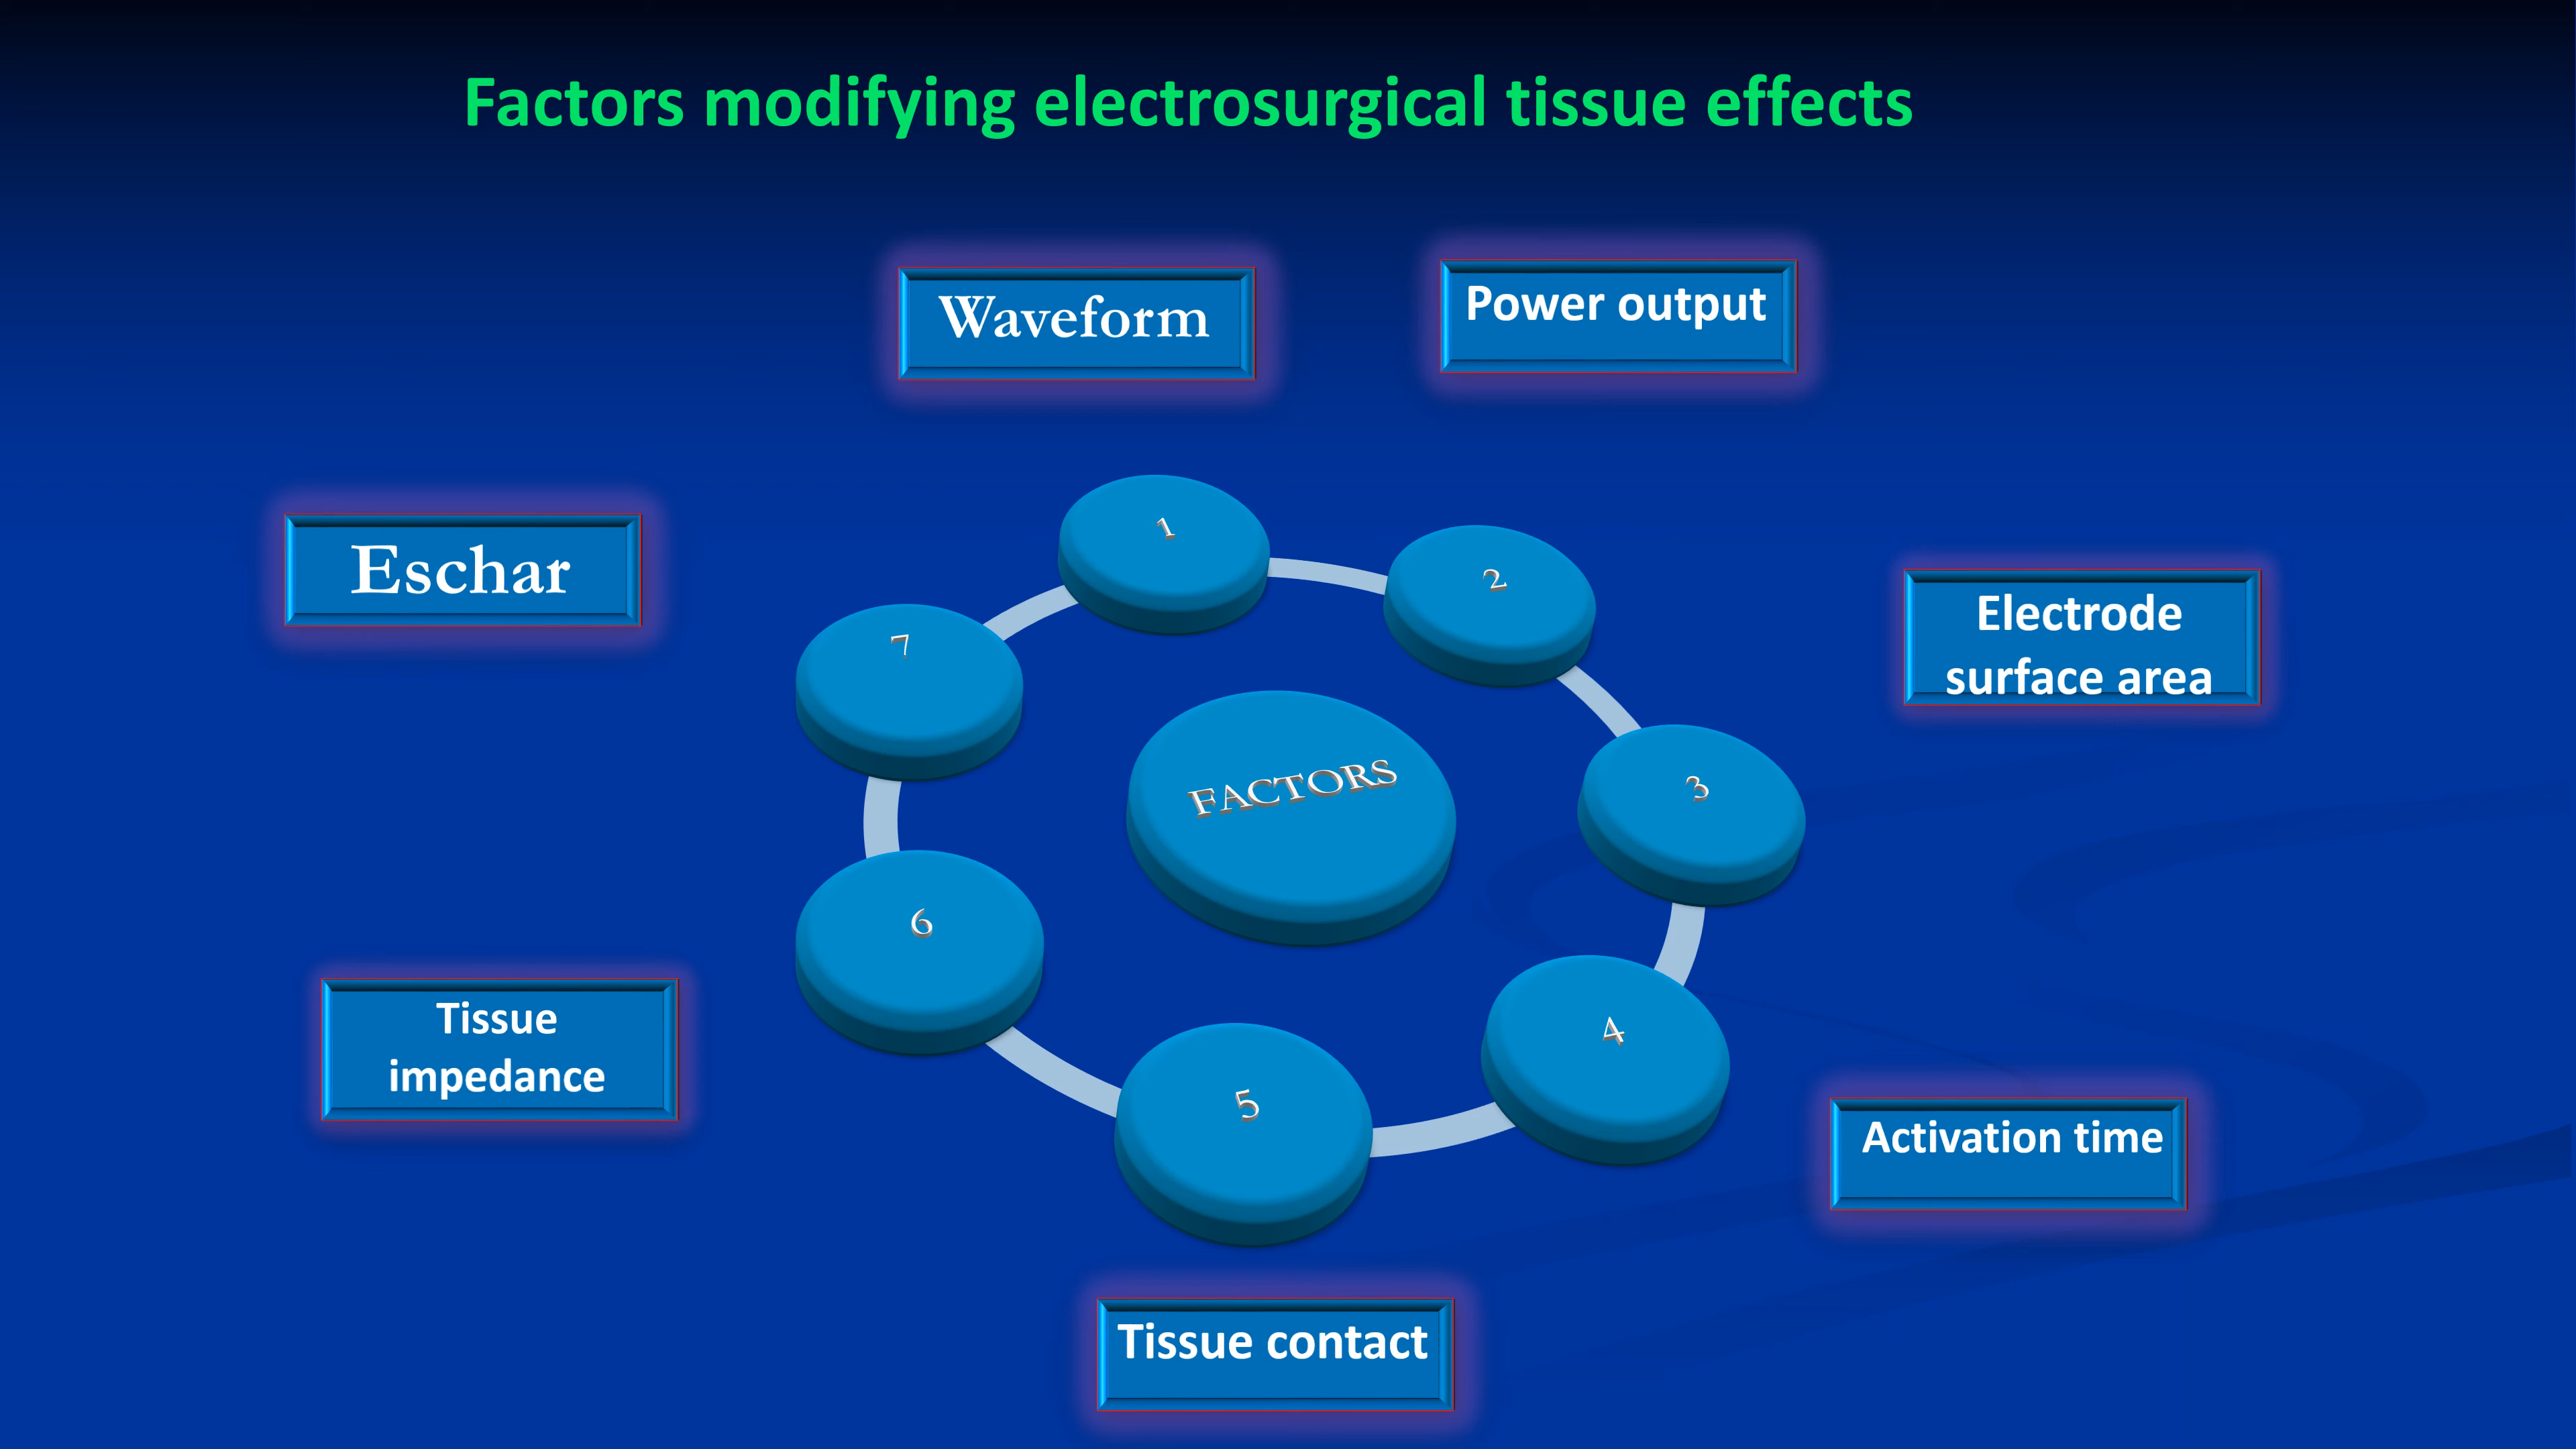 Factors modifying electrosurgical tissue effects
Waveform
Power output
Eschar
Electrode
surface area
1
2
7
3
FACTORS
6
4
5
Tissue
impedance
Activation time
Tissue contact